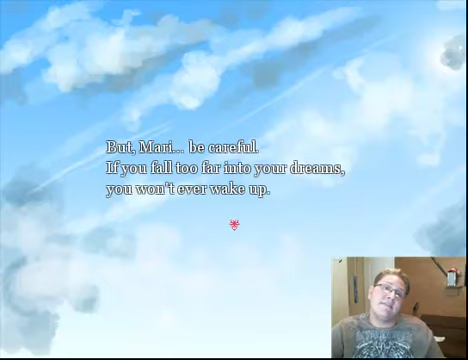 But, Mari... be careful.
If you fall too far into your dreams,
you won't ever wake up.